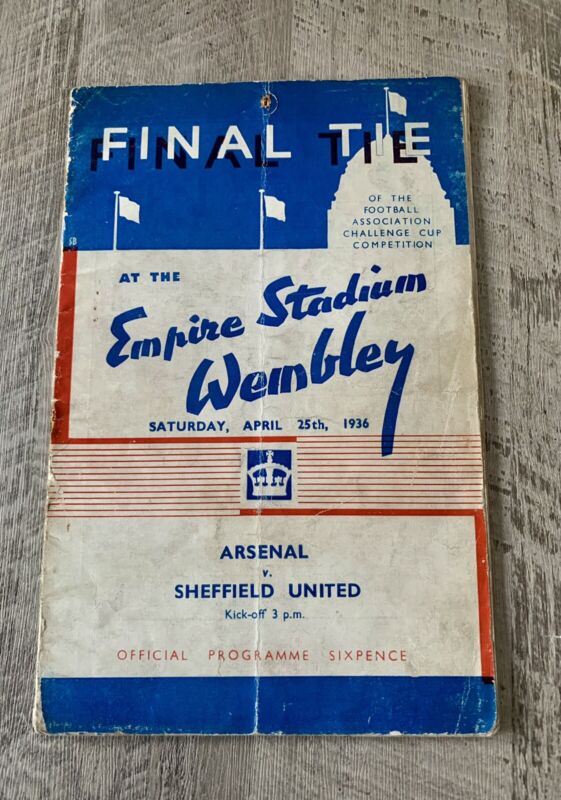 FINAL TIE
OF THE
FOOTBALL
ASSOCIATION
CHALLENGE CUP
COMPETITION
SB
AT THE
Empire Stadium
Wembley
SATURDAY, APRIL 25th, 1936
ARSENAL
v.
SHEFFIELD UNITED
Kick-off 3 p.m.
OFFICIAL PROGRAMME SIXPENCE